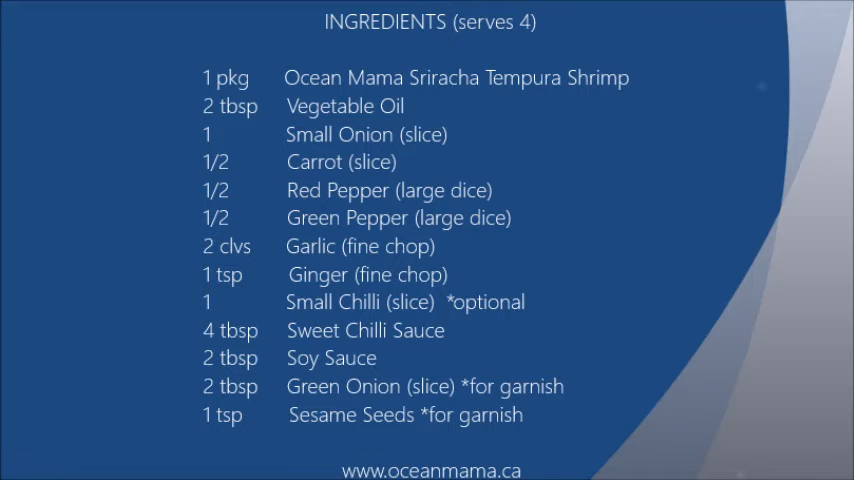 INGREDIENTS (serves 4)
1 pkg Ocean Mama Sriracha Tempura Shrimp
2 tbsp Vegetable Oil
1 Small Onion (slice)
1/2 Carrot (slice)
1/2 Red Pepper (large dice)
1/2 Green Pepper (large dice)
2 clvs Garlic (fine chop)
1 tsp Ginger (fine chop)
1 Small Chilli (slice) *optional
4 tbsp Sweet Chilli Sauce
2 tbsp Soy Sauce
2 tbsp Green Onion (slice) *for garnish
1 tsp Sesame Seeds *for garnish
www.oceanmama.ca